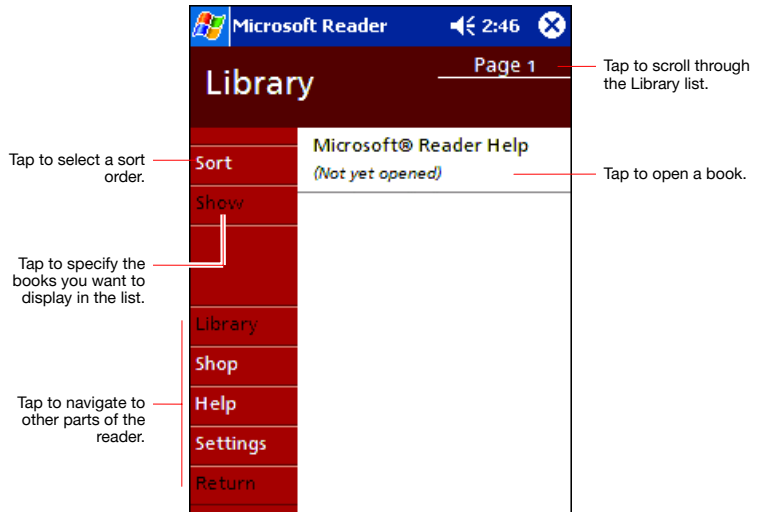 Microsoft Reader 2:46
Library
Page 1
Tap to scroll through
the Library list.
Microsoft® Reader Help
(Not yet opened)
Tap to open a book.
Tap to select a sort
order.
Sort
Show
Tap to specify the
books you want to
display in the list.
Library
Shop
Help
Settings
Return
Tap to navigate to
other parts of the
reader.